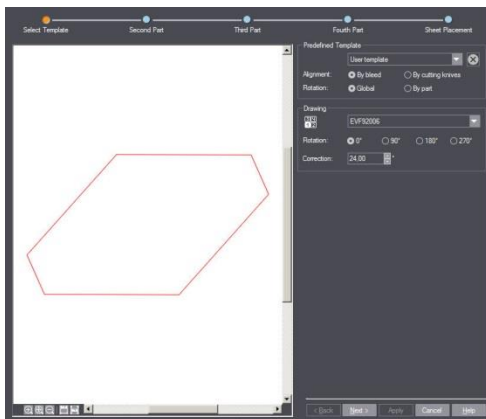 Select Template
Second Part
Third Part
Fourth Part
Sheet Placement
Predefined Template
User template
Alignment:
By bleed
By cutting knives
Rotation:
Global
By part
Drawing
EVF92006
Rotation:
0°
90°
180°
270°
Correction:
24.00
°
< Back
Next >
Apply
Cancel
Help